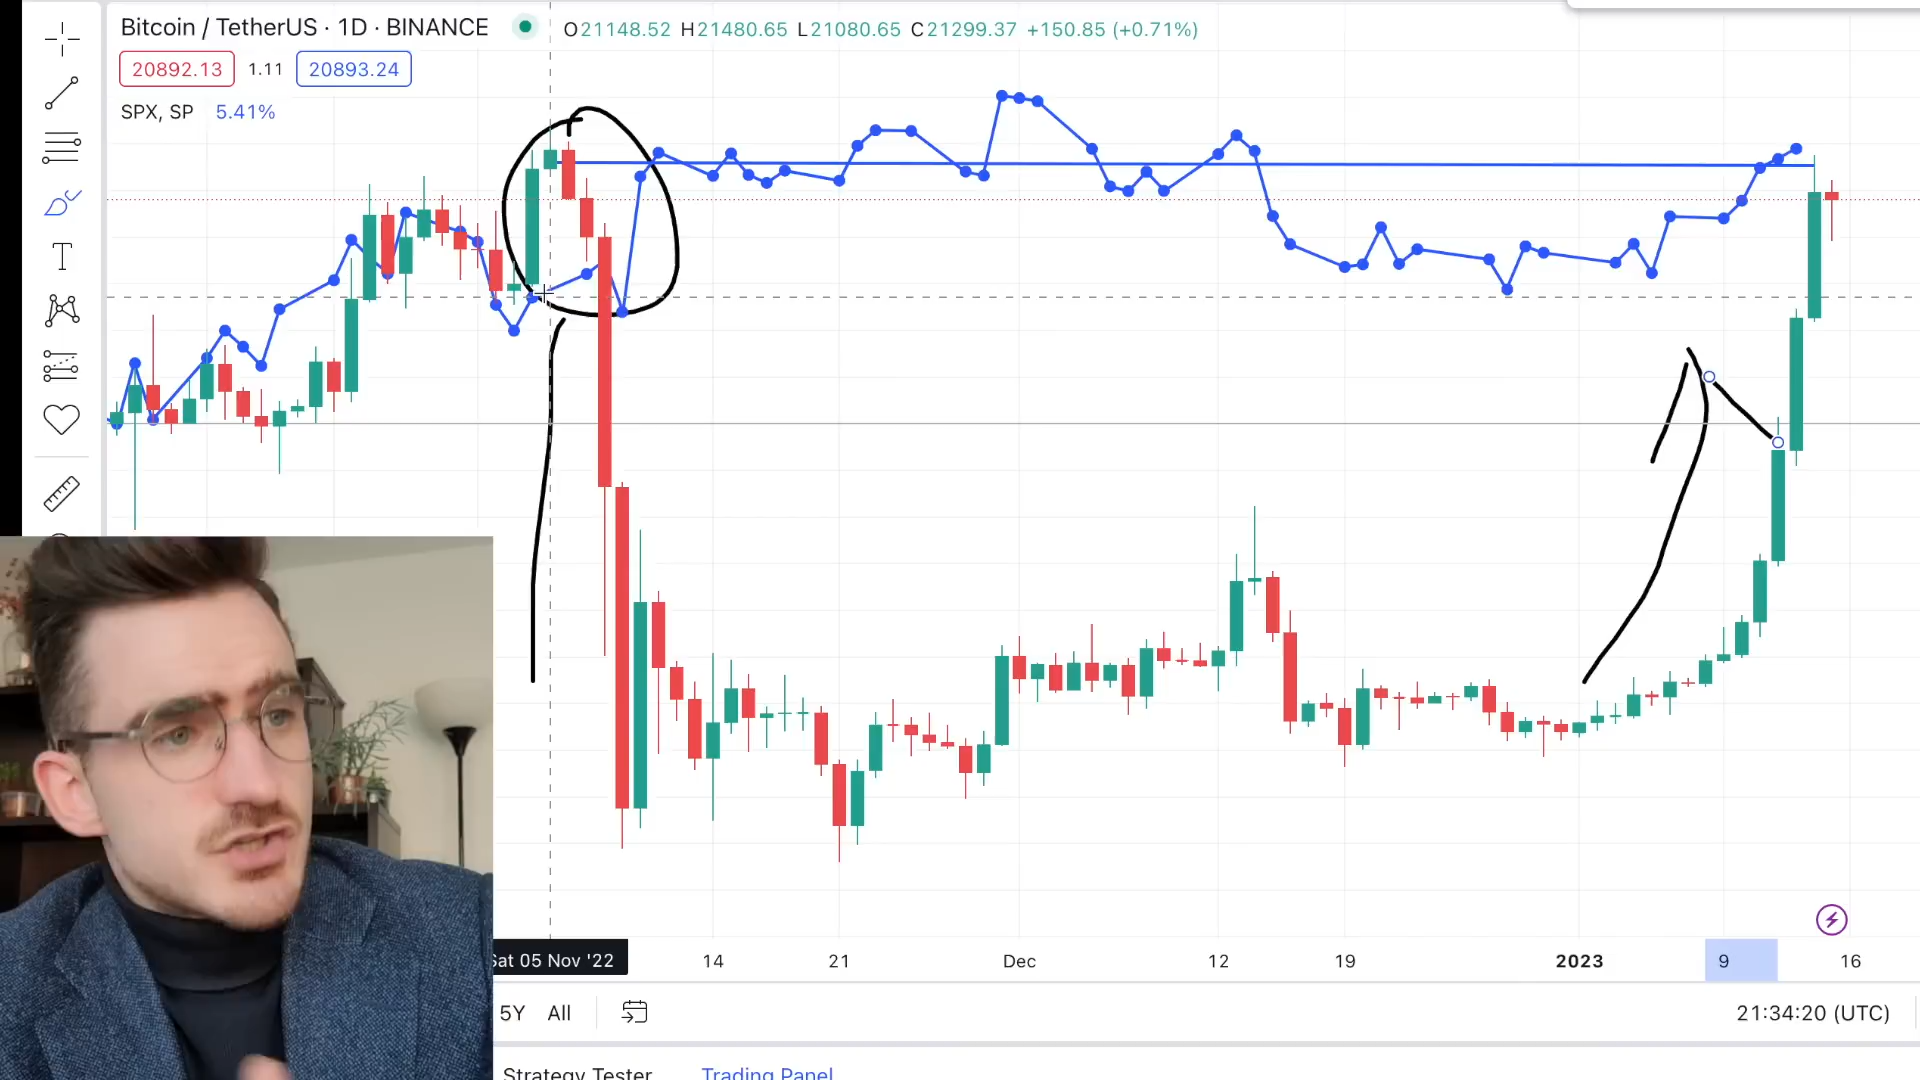 Bitcoin / TetherUS · 1D · BINANCE
O21148.52 H21480.65 L21080.65 C21299.37 +150.85 (+0.71%)
20892.13 1.11 20893.24
SPX, SP 5.41%
T
Sat 05 Nov '22 14 21 Dec 12 19 2023 9 16
5Y All 21:34:20 (UTC)
Strategy Tester Trading Panel